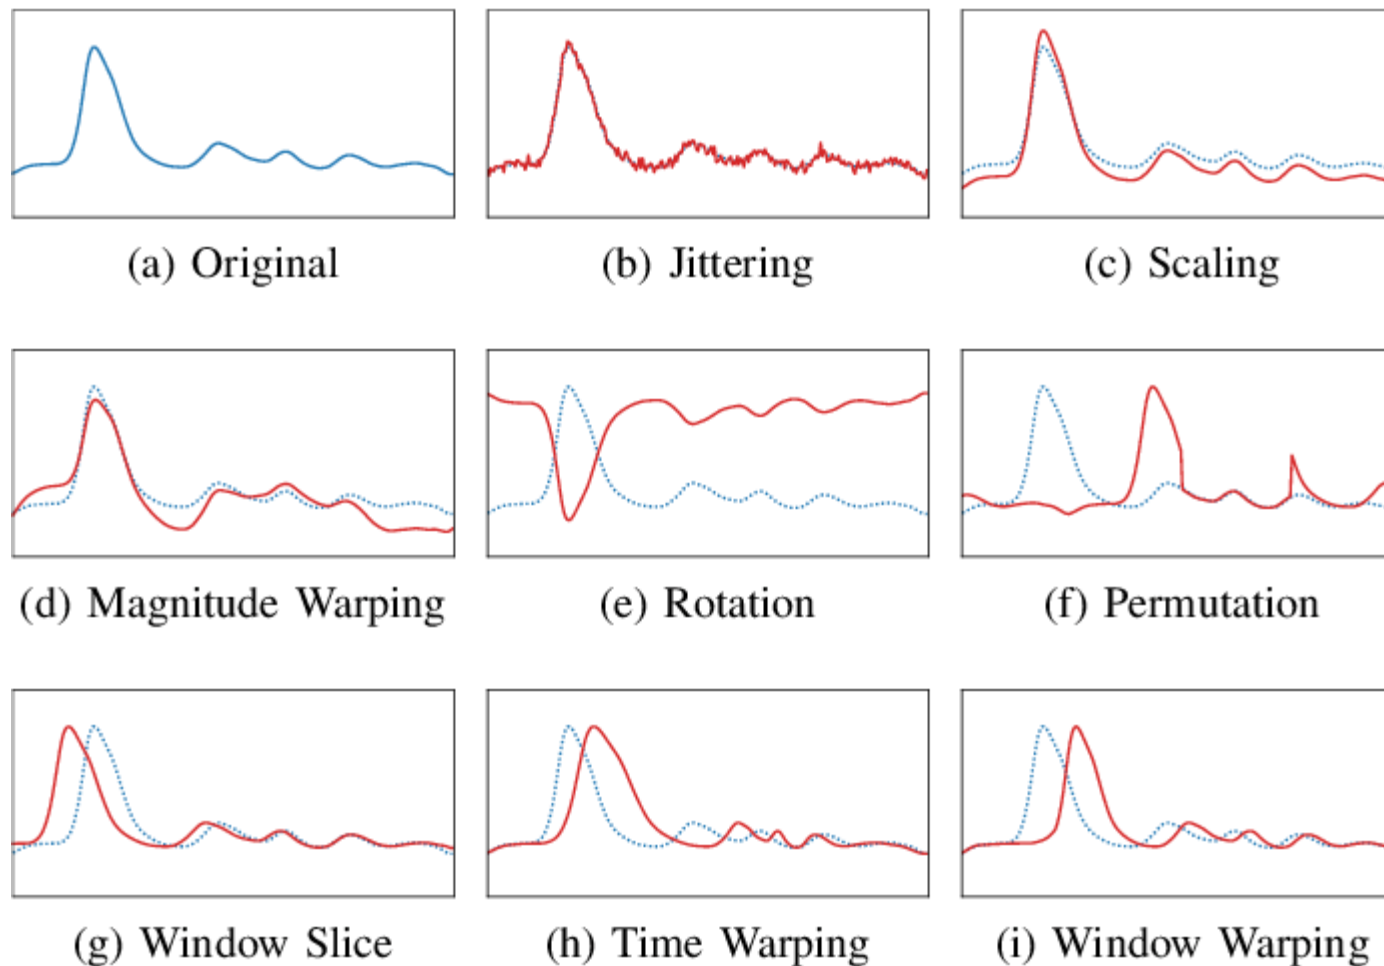 (a) Original
(b) Jittering
(c) Scaling
(d) Magnitude Warping
(e) Rotation
(f) Permutation
(g) Window Slice
(h) Time Warping
(i) Window Warping